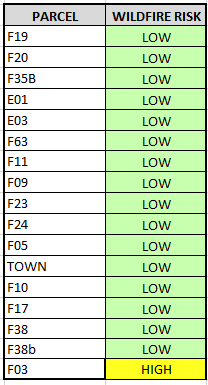 PARCEL WILDFIRE RISK
F19 LOW
F20 LOW
F35B LOW
E01 LOW
E03 LOW
F63 LOW
F11 LOW
F09 LOW
F23 LOW
F24 LOW
F05 LOW
TOWN LOW
F10 LOW
F17 LOW
F38 LOW
F38b LOW
F03 HIGH